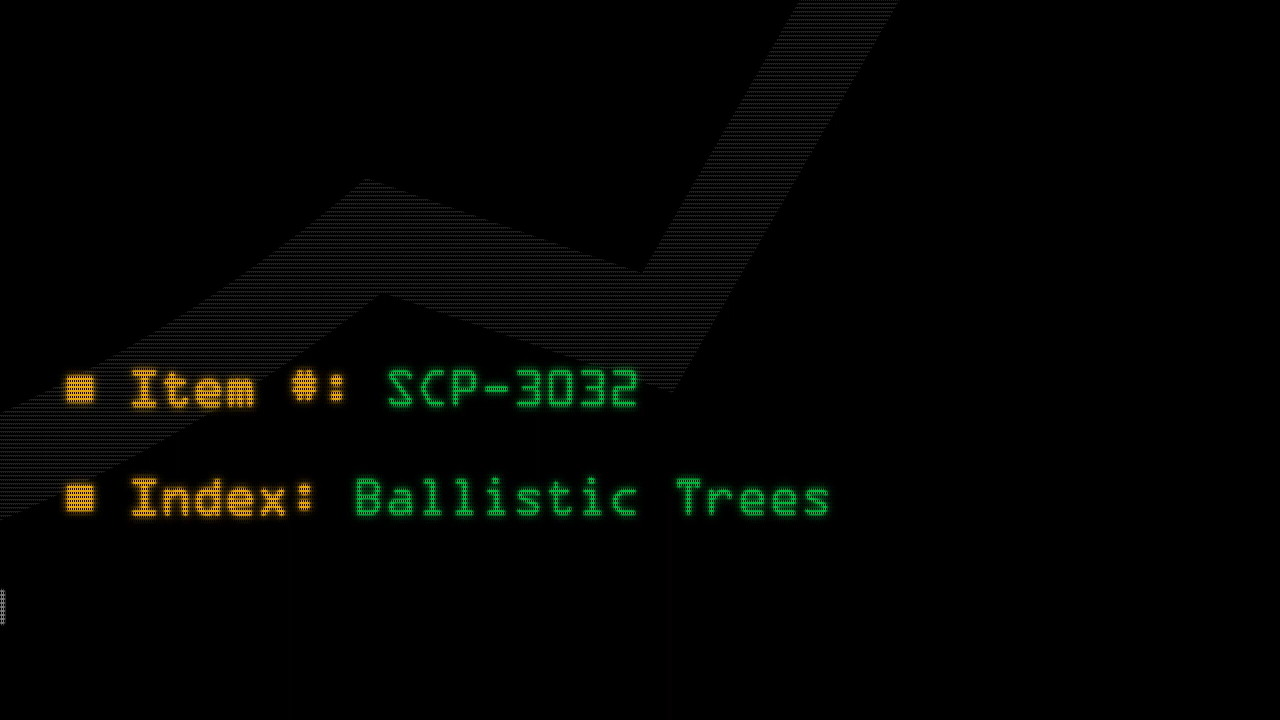 ■ Item #: SCP-3032
■ Index: Ballistic Trees